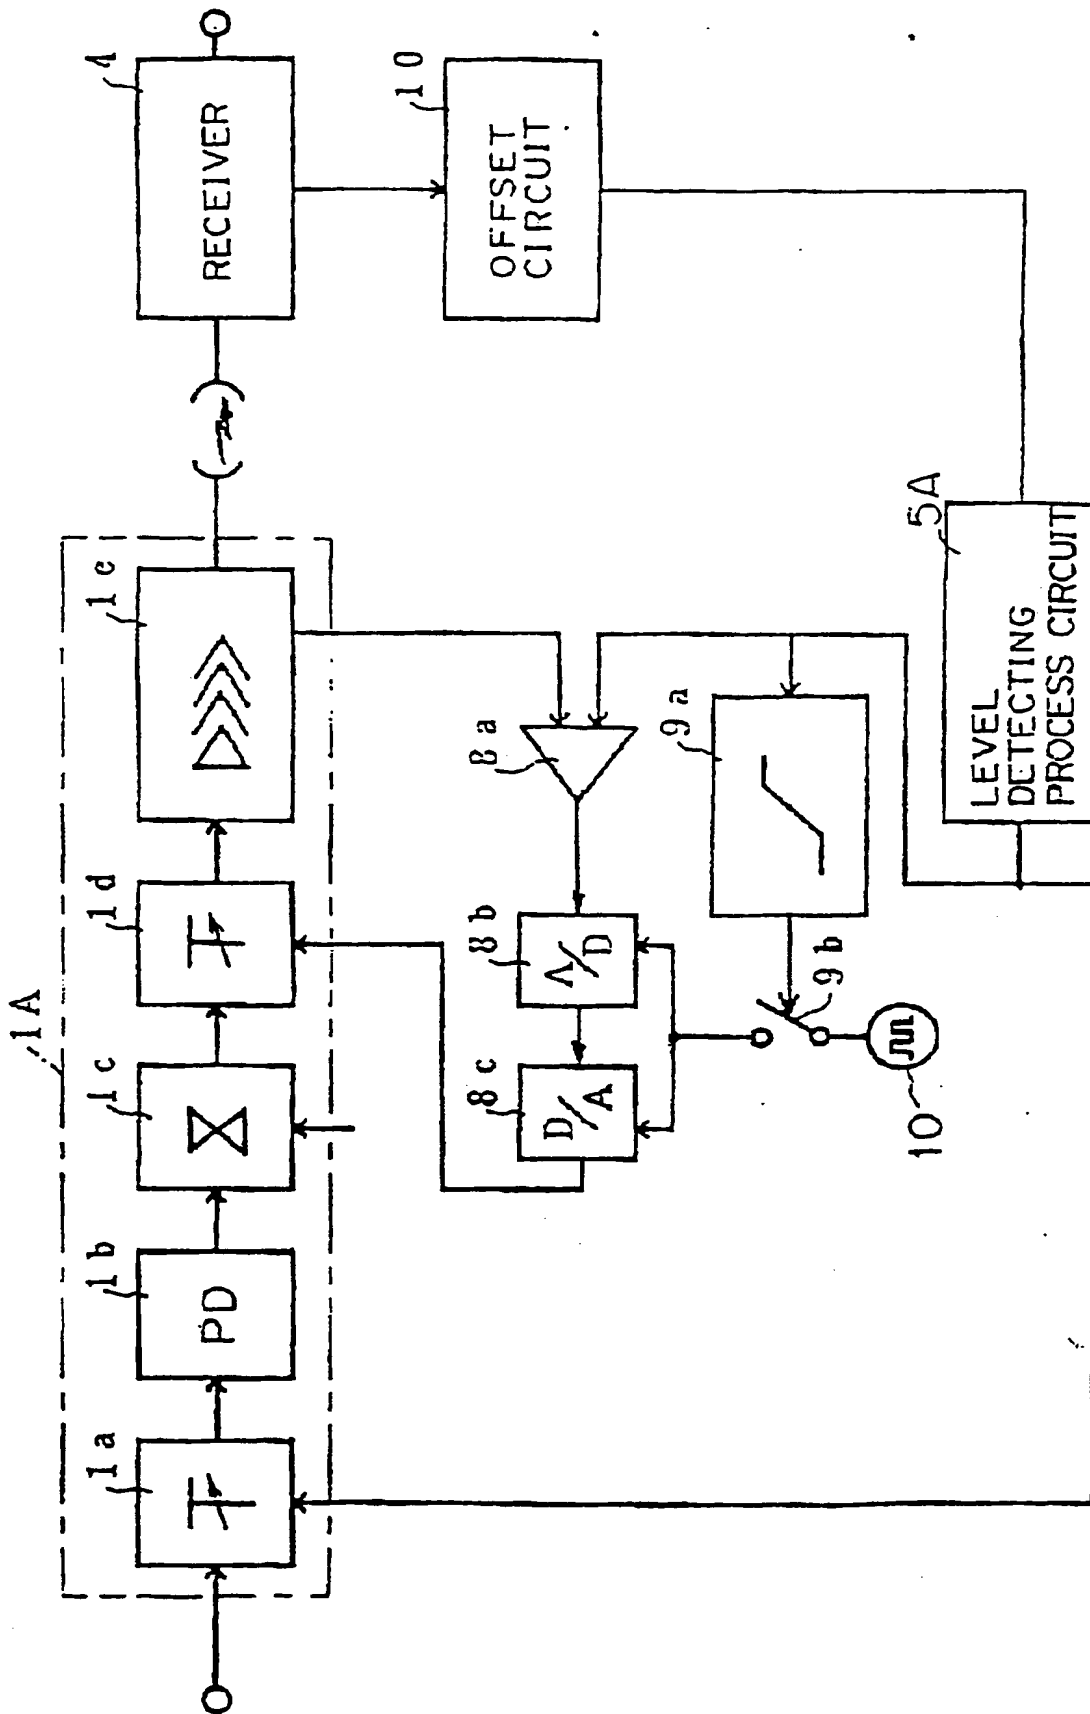 1A
1a
1b
PD
1c
1d
1e
4
RECEIVER
8c
D/A
8b
A/D
8a
10
OFFSET
CIRCUIT
9b
9a
10
5A
LEVEL
DETECTING
PROCESS CIRCUIT